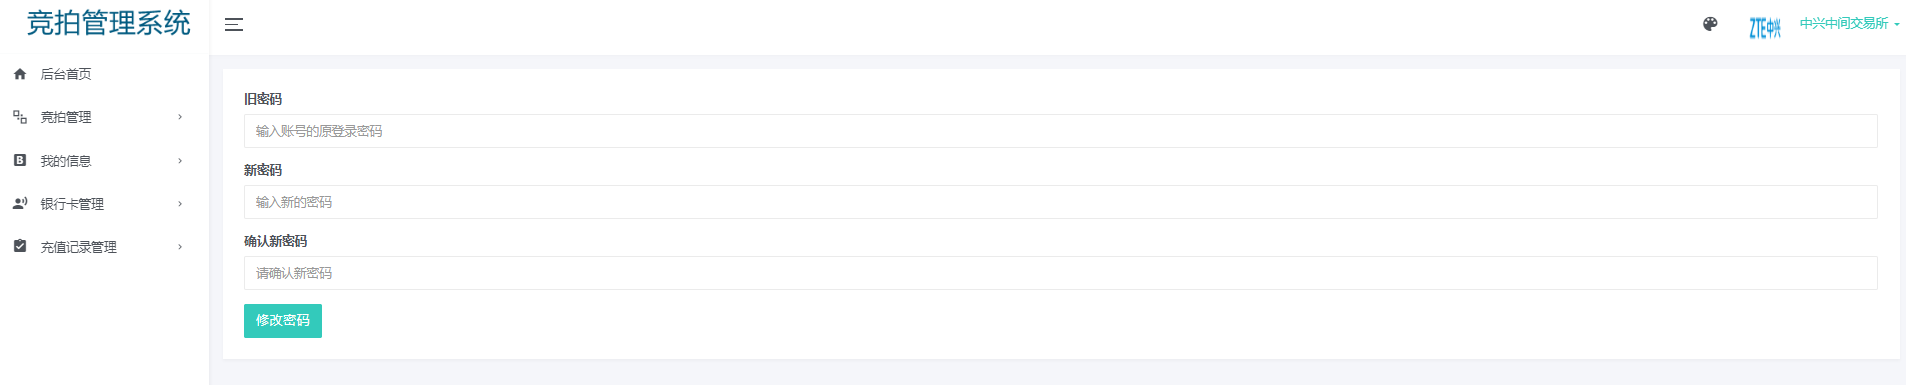 竞拍管理系统
ZTE中兴
中兴中间交易所
后台首页
竞拍管理
我的信息
银行卡管理
充值记录管理
旧密码
输入账号的原登录密码
新密码
输入新的密码
确认新密码
请确认新密码
修改密码